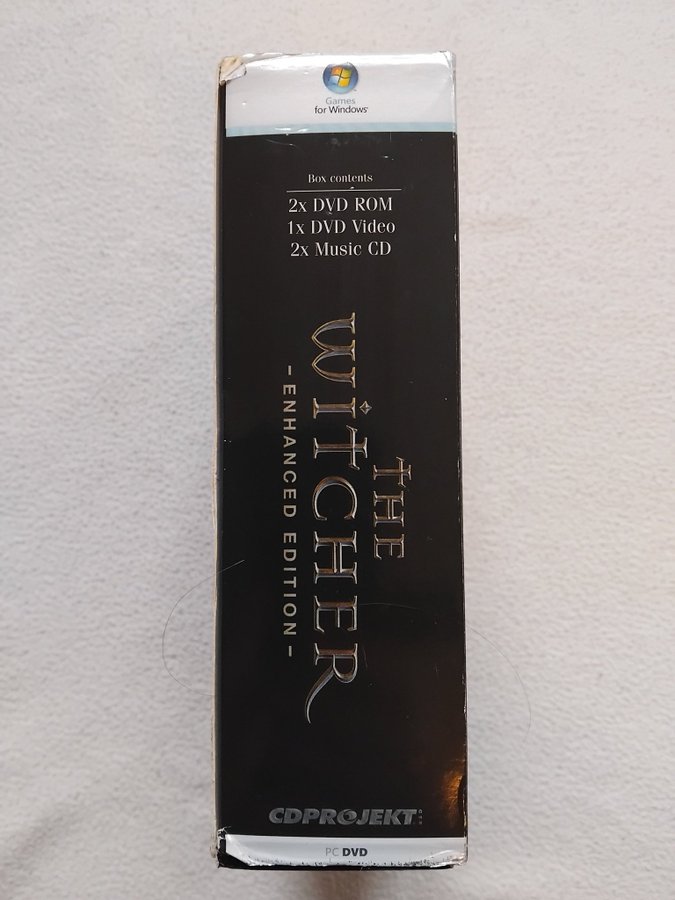 Games
for Windows®
Box contents
2x DVD ROM
1x DVD Video
2x Music CD
THE
WITCHER
- ENHANCED EDITION -
CDPROJEKT
PC DVD